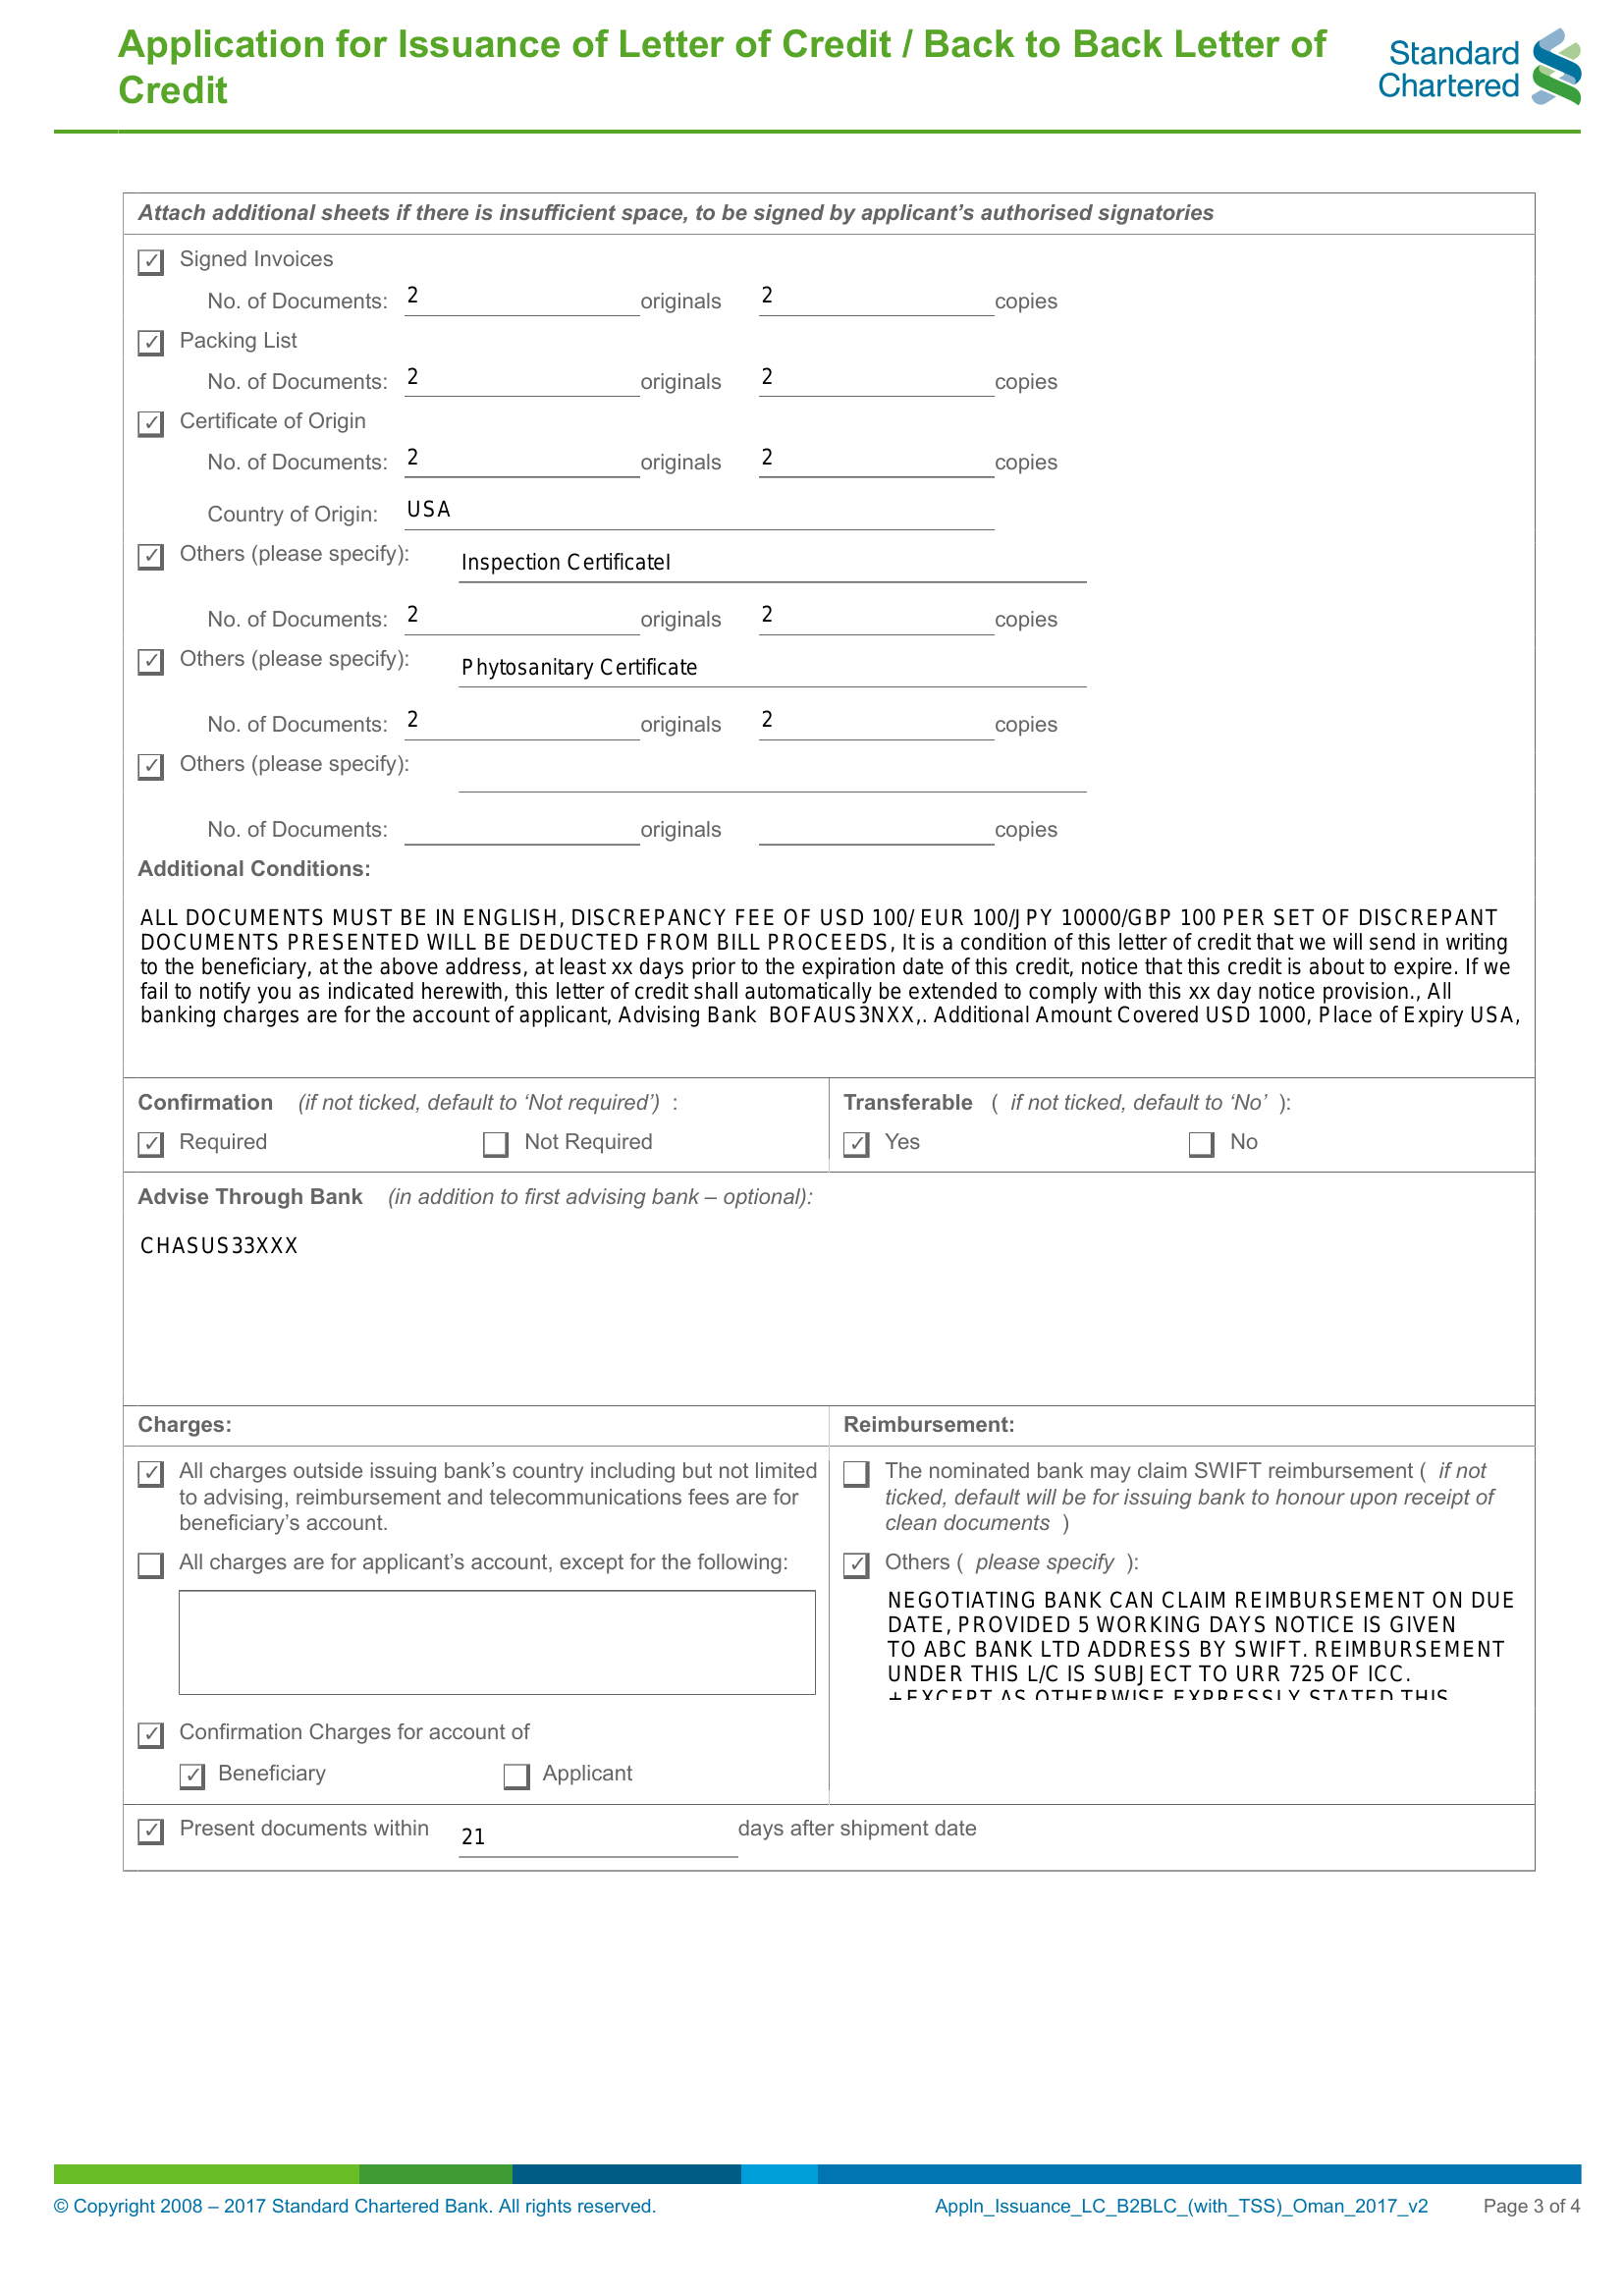 Application for Issuance of Letter of Credit / Back to Back Letter of
Credit
Standard
Chartered
Attach additional sheets if there is insufficient space, to be signed by applicant’s authorised signatories
✓ Signed Invoices
No. of Documents: 2 originals 2 copies
✓ Packing List
No. of Documents: 2 originals 2 copies
✓ Certificate of Origin
No. of Documents: 2 originals 2 copies
Country of Origin: USA
✓ Others (please specify): Inspection CertificateI
No. of Documents: 2 originals 2 copies
✓ Others (please specify): Phytosanitary Certificate
No. of Documents: 2 originals 2 copies
✓ Others (please specify):
No. of Documents: originals copies
Additional Conditions:
ALL DOCUMENTS MUST BE IN ENGLISH, DISCREPANCY FEE OF USD 100/ EUR 100/JPY 10000/GBP 100 PER SET OF DISCREPANT
DOCUMENTS PRESENTED WILL BE DEDUCTED FROM BILL PROCEEDS, It is a condition of this letter of credit that we will send in writing
to the beneficiary, at the above address, at least xx days prior to the expiration date of this credit, notice that this credit is about to expire. If we
fail to notify you as indicated herewith, this letter of credit shall automatically be extended to comply with this xx day notice provision., All
banking charges are for the account of applicant, Advising Bank BOFAUS3NXX,. Additional Amount Covered USD 1000, Place of Expiry USA,
Confirmation (if not ticked, default to ‘Not required’) :
✓ Required Not Required
Transferable ( if not ticked, default to ‘No’ ):
✓ Yes No
Advise Through Bank (in addition to first advising bank – optional):
CHASUS33XXX
Charges:
✓ All charges outside issuing bank’s country including but not limited
to advising, reimbursement and telecommunications fees are for
beneficiary’s account.
All charges are for applicant’s account, except for the following:
✓ Confirmation Charges for account of
✓ Beneficiary Applicant
Reimbursement:
The nominated bank may claim SWIFT reimbursement ( if not
ticked, default will be for issuing bank to honour upon receipt of
clean documents )
✓ Others ( please specify ):
NEGOTIATING BANK CAN CLAIM REIMBURSEMENT ON DUE
DATE, PROVIDED 5 WORKING DAYS NOTICE IS GIVEN
TO ABC BANK LTD ADDRESS BY SWIFT. REIMBURSEMENT
UNDER THIS L/C IS SUBJECT TO URR 725 OF ICC.
+EXCEPT AS OTHERWISE EXPRESSLY STATED THIS
✓ Present documents within 21 days after shipment date
© Copyright 2008 – 2017 Standard Chartered Bank. All rights reserved.
Appln_Issuance_LC_B2BLC_(with_TSS)_Oman_2017_v2 Page 3 of 4